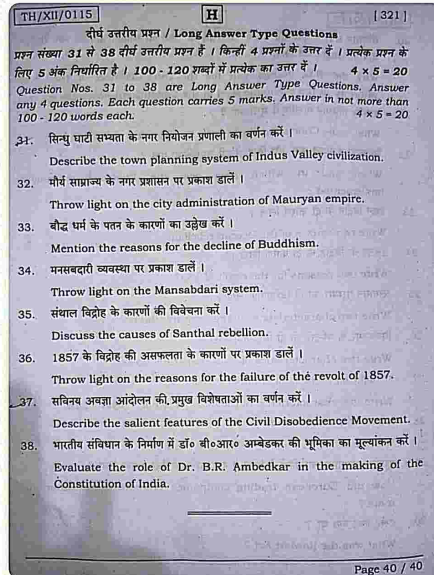 TH/XII/0115 H [ 321 ]
दीर्घ उत्तरीय प्रश्न / Long Answer Type Questions
प्रश्न संख्या 31 से 38 दीर्घ उत्तरीय प्रश्न हैं । किन्हीं 4 प्रश्नों के उत्तर दें । प्रत्येक प्रश्न के
लिए 5 अंक निर्धारित है । 100 - 120 शब्दों में प्रत्येक का उत्तर दें । 4 × 5 = 20
Question Nos. 31 to 38 are Long Answer Type Questions. Answer
any 4 questions. Each question carries 5 marks. Answer in not more than
100 - 120 words each. 4 × 5 = 20
31. सिन्धु घाटी सभ्यता के नगर नियोजन प्रणाली का वर्णन करें ।
Describe the town planning system of Indus Valley civilization.
32. मौर्य साम्राज्य के नगर प्रशासन पर प्रकाश डालें ।
Throw light on the city administration of Mauryan empire.
33. बौद्ध धर्म के पतन के कारणों का उल्लेख करें ।
Mention the reasons for the decline of Buddhism.
34. मनसबदारी व्यवस्था पर प्रकाश डालें ।
Throw light on the Mansabdari system.
35. संथाल विद्रोह के कारणों की विवेचना करें ।
Discuss the causes of Santhal rebellion.
36. 1857 के विद्रोह की असफलता के कारणों पर प्रकाश डालें ।
Throw light on the reasons for the failure of the revolt of 1857.
37. सविनय अवज्ञा आंदोलन की प्रमुख विशेषताओं का वर्णन करें ।
Describe the salient features of the Civil Disobedience Movement.
38. भारतीय संविधान के निर्माण में डॉ० बी०आर० अम्बेडकर की भूमिका का मूल्यांकन करें ।
Evaluate the role of Dr. B.R. Ambedkar in the making of the
Constitution of India.
Page 40 / 40